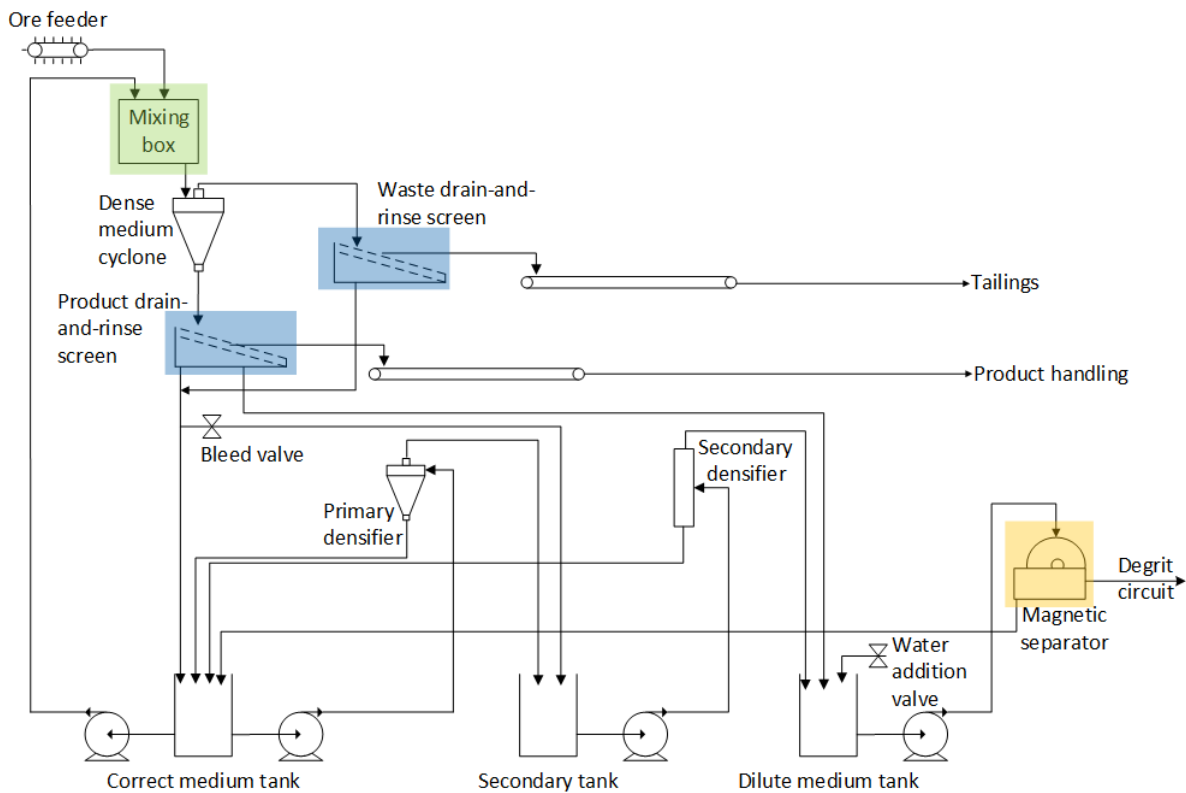 Ore feeder
Mixing
box
Dense
medium
cyclone
Waste drain-and-
rinse screen
Tailings
Product drain-
and-rinse
screen
Product handling
Bleed valve
Secondary
densifier
Primary
densifier
Degrit
circuit
Magnetic
separator
Water
addition
valve
Correct medium tank
Secondary tank
Dilute medium tank